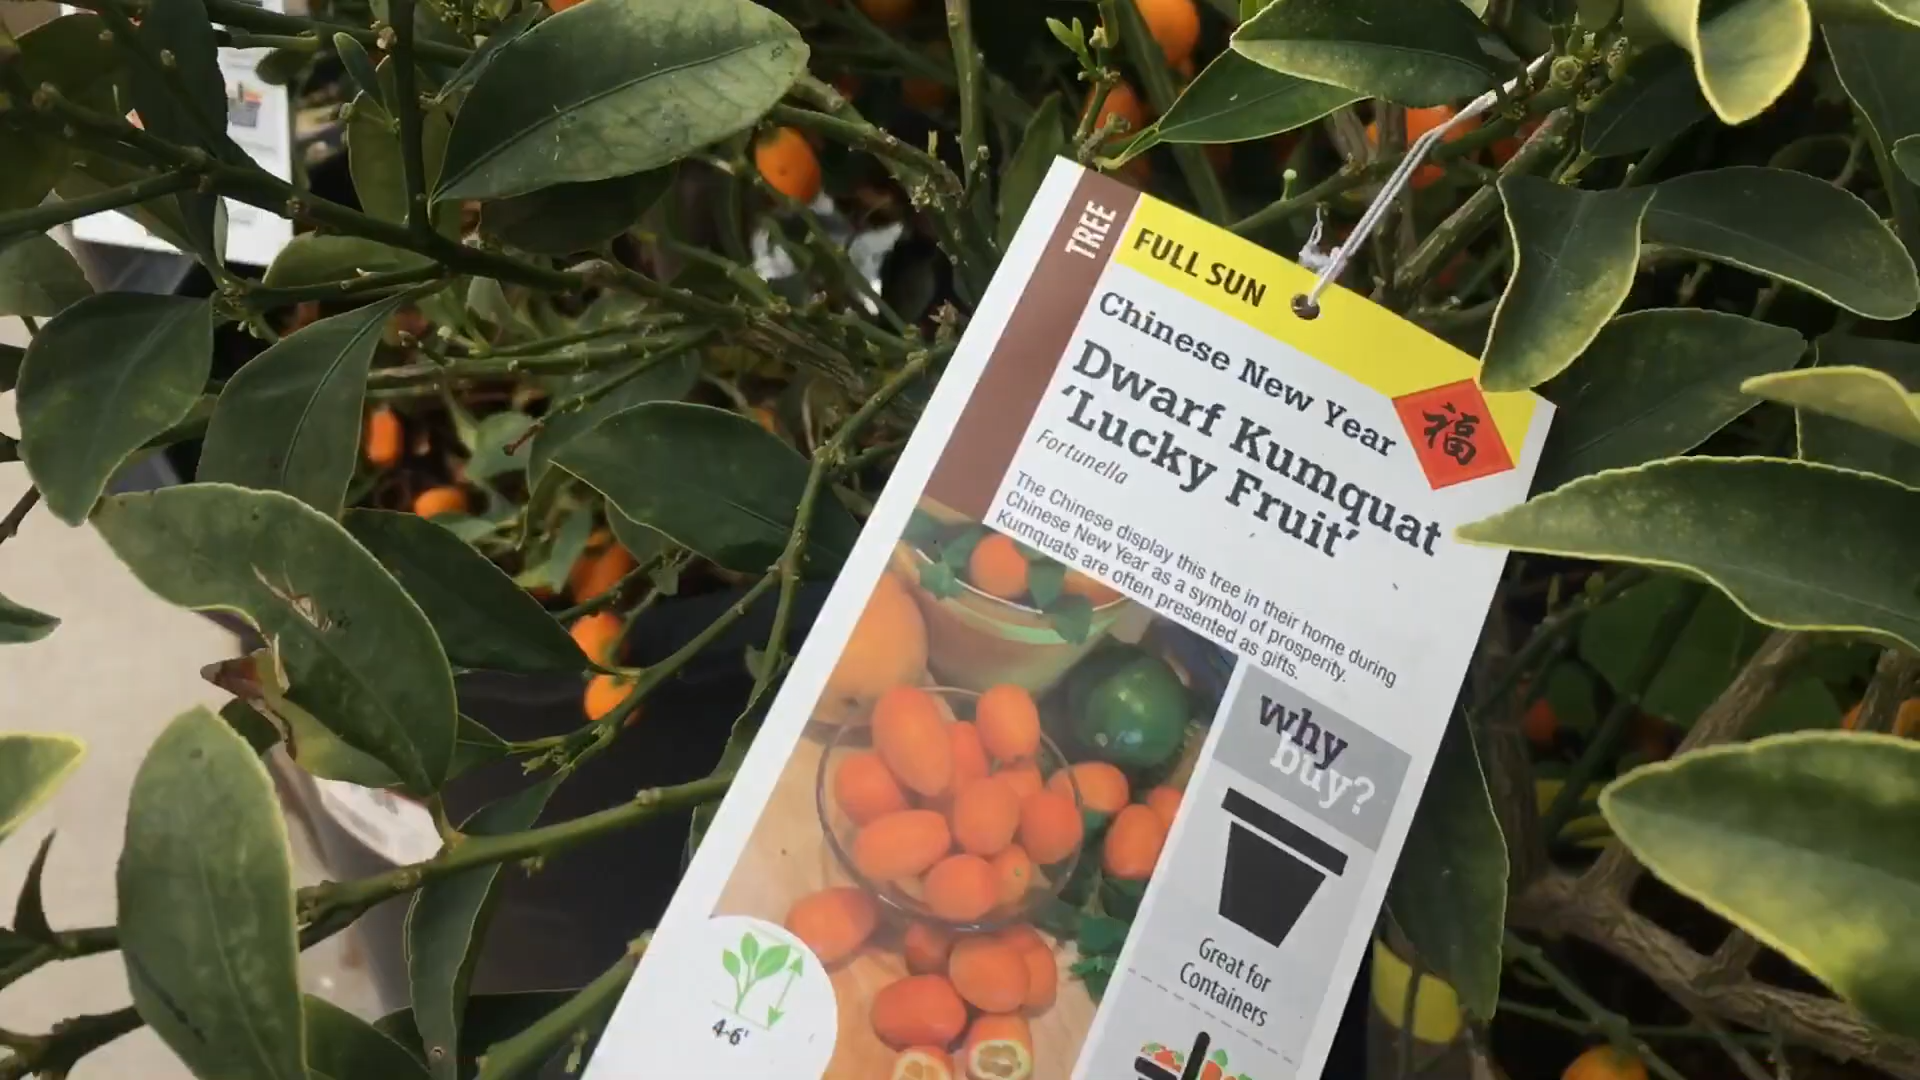 TREE
FULL SUN
Chinese New Year
福
Dwarf Kumquat
‘Lucky Fruit’
Fortunella
The Chinese display this tree in their home during
Chinese New Year as a symbol of prosperity.
Kumquats are often presented as gifts.
why
buy?
Great for
Containers
4-6'